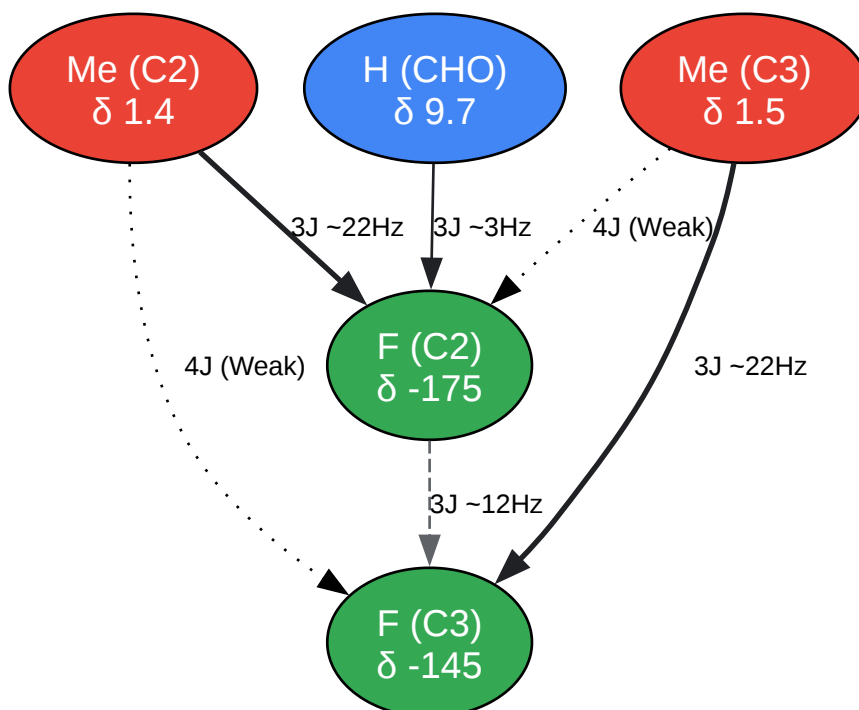 Me (C2)
δ 1.4
H (CHO)
δ 9.7
Me (C3)
δ 1.5
3J ~22Hz
3J ~3Hz
4J (Weak)
F (C2)
δ -175
4J (Weak)
3J ~22Hz
3J ~12Hz
F (C3)
δ -145